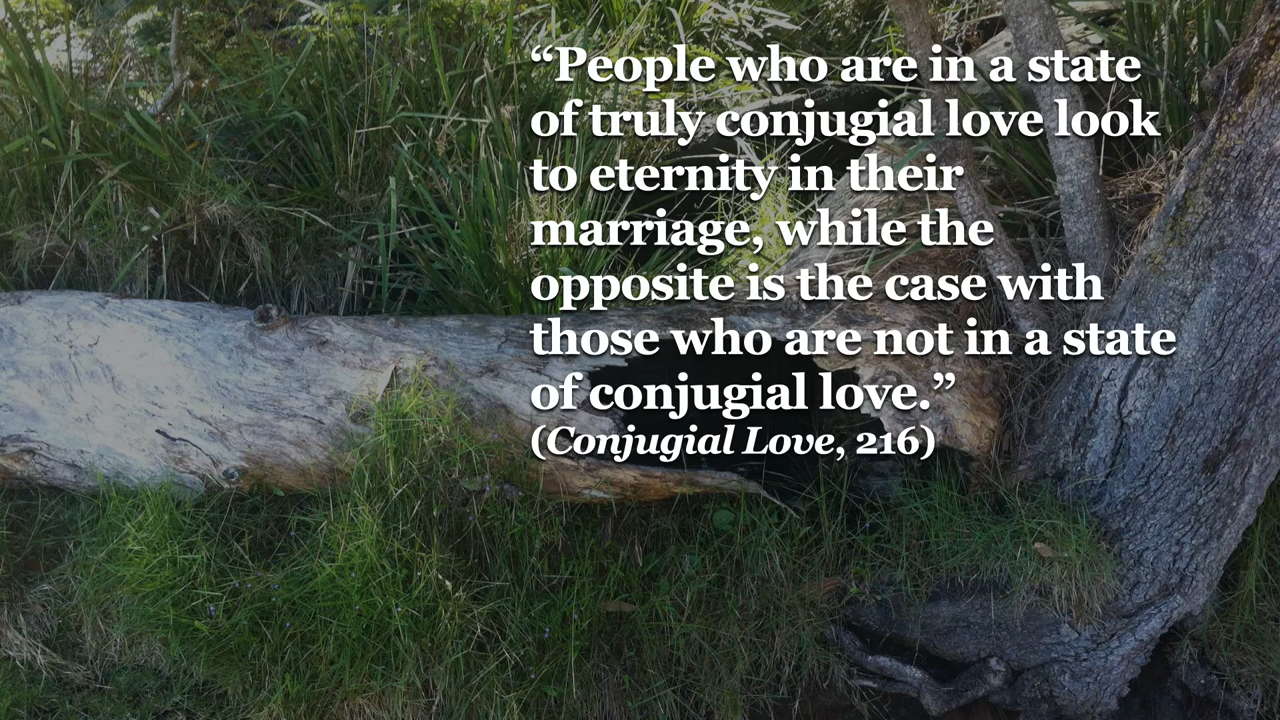 “People who are in a state
of truly conjugial love look
to eternity in their
marriage, while the
opposite is the case with
those who are not in a state
of conjugial love.”
(Conjugial Love, 216)